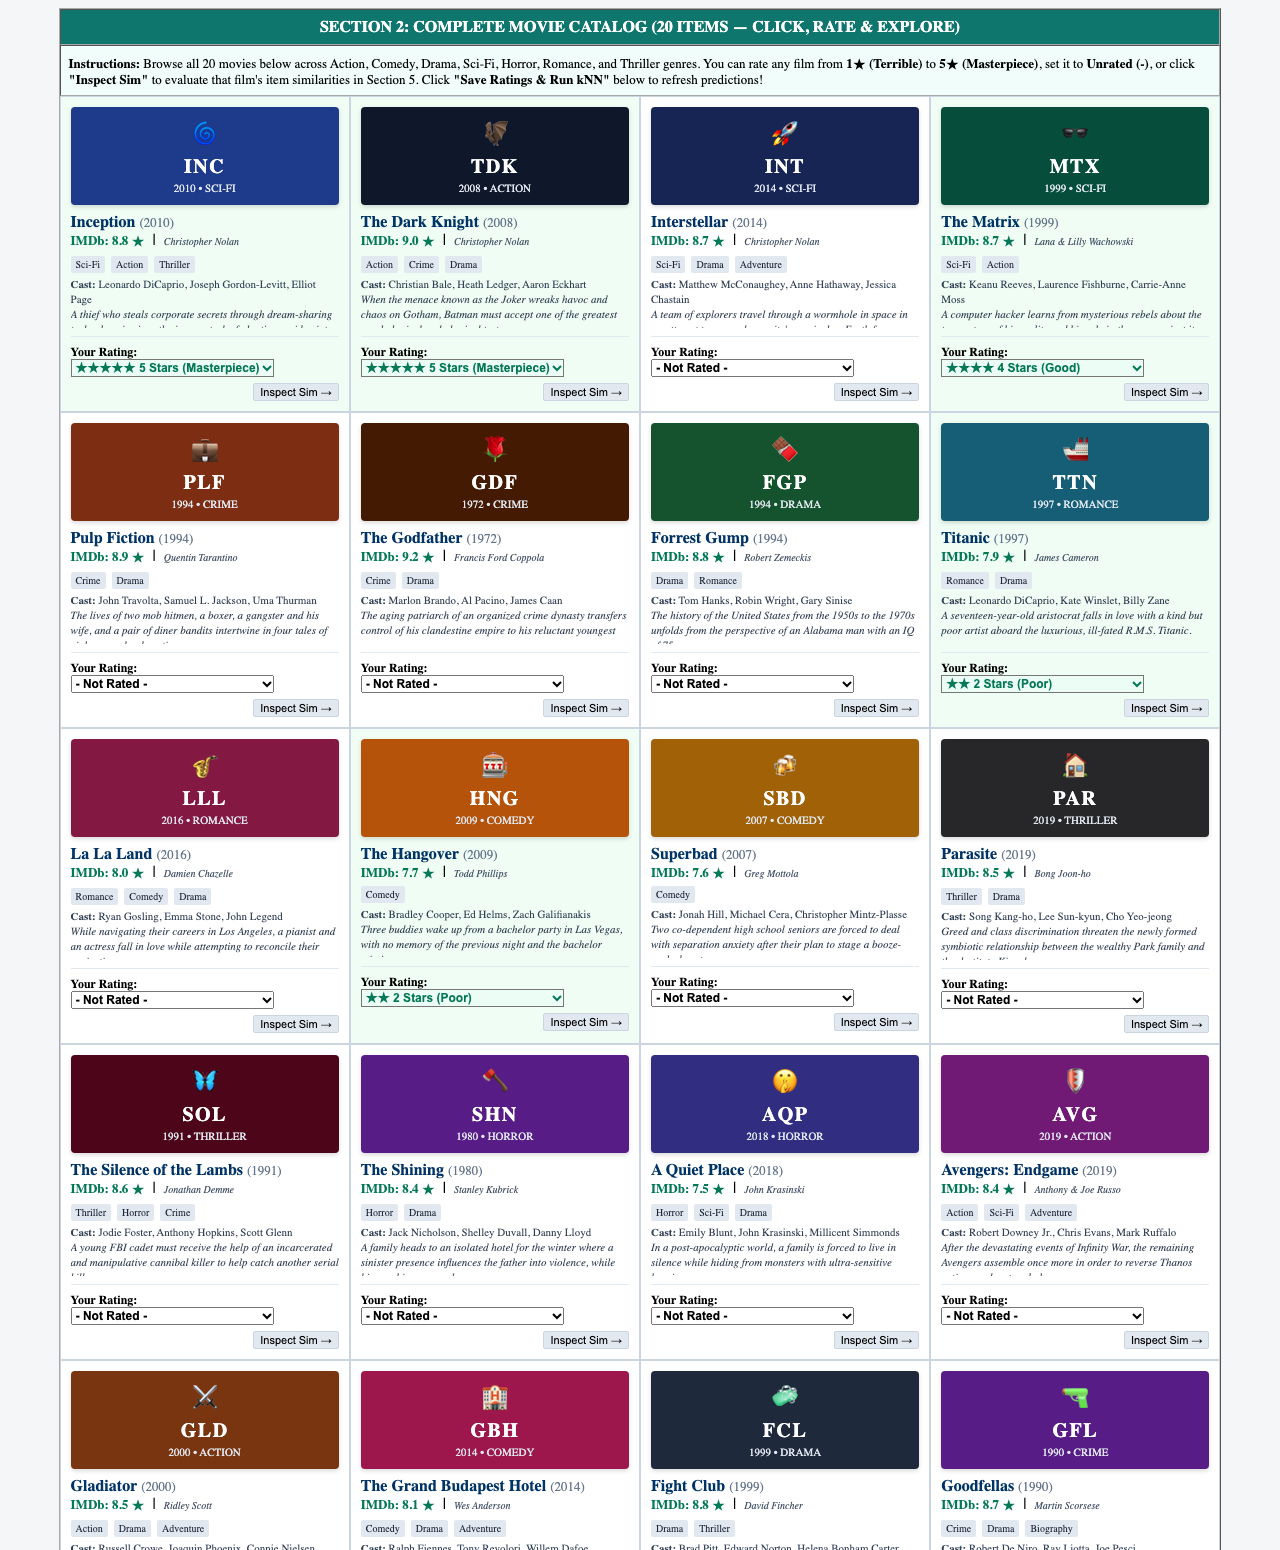 SECTION 2: COMPLETE MOVIE CATALOG (20 ITEMS — CLICK, RATE & EXPLORE)
Instructions: Browse all 20 movies below across Action, Comedy, Drama, Sci-Fi, Horror, Romance, and Thriller genres. You can rate any film from 1★ (Terrible) to 5★ (Masterpiece), set it to Unrated (-), or click
"Inspect Sim" to evaluate that film's item similarities in Section 5. Click "Save Ratings & Run kNN" below to refresh predictions!
INC
2010 • SCI-FI
Inception (2010)
IMDb: 8.8 ★ | Christopher Nolan
Sci-Fi Action Thriller
Cast: Leonardo DiCaprio, Joseph Gordon-Levitt, Elliot
Page
A thief who steals corporate secrets through dream-sharing
Your Rating:
★★★★★ 5 Stars (Masterpiece)
Inspect Sim →
TDK
2008 • ACTION
The Dark Knight (2008)
IMDb: 9.0 ★ | Christopher Nolan
Action Crime Drama
Cast: Christian Bale, Heath Ledger, Aaron Eckhart
When the menace known as the Joker wreaks havoc and
chaos on Gotham, Batman must accept one of the greatest
Your Rating:
★★★★★ 5 Stars (Masterpiece)
Inspect Sim →
INT
2014 • SCI-FI
Interstellar (2014)
IMDb: 8.7 ★ | Christopher Nolan
Sci-Fi Drama Adventure
Cast: Matthew McConaughey, Anne Hathaway, Jessica
Chastain
A team of explorers travel through a wormhole in space in
Your Rating:
- Not Rated -
Inspect Sim →
MTX
1999 • SCI-FI
The Matrix (1999)
IMDb: 8.7 ★ | Lana & Lilly Wachowski
Sci-Fi Action
Cast: Keanu Reeves, Laurence Fishburne, Carrie-Anne
Moss
A computer hacker learns from mysterious rebels about the
Your Rating:
★★★★ 4 Stars (Good)
Inspect Sim →
PLF
1994 • CRIME
Pulp Fiction (1994)
IMDb: 8.9 ★ | Quentin Tarantino
Crime Drama
Cast: John Travolta, Samuel L. Jackson, Uma Thurman
The lives of two mob hitmen, a boxer, a gangster and his
wife, and a pair of diner bandits intertwine in four tales of
Your Rating:
- Not Rated -
Inspect Sim →
GDF
1972 • CRIME
The Godfather (1972)
IMDb: 9.2 ★ | Francis Ford Coppola
Crime Drama
Cast: Marlon Brando, Al Pacino, James Caan
The aging patriarch of an organized crime dynasty transfers
control of his clandestine empire to his reluctant youngest
Your Rating:
- Not Rated -
Inspect Sim →
FGP
1994 • DRAMA
Forrest Gump (1994)
IMDb: 8.8 ★ | Robert Zemeckis
Drama Romance
Cast: Tom Hanks, Robin Wright, Gary Sinise
The history of the United States from the 1950s to the 1970s
unfolds from the perspective of an Alabama man with an IQ
Your Rating:
- Not Rated -
Inspect Sim →
TTN
1997 • ROMANCE
Titanic (1997)
IMDb: 7.9 ★ | James Cameron
Romance Drama
Cast: Leonardo DiCaprio, Kate Winslet, Billy Zane
A seventeen-year-old aristocrat falls in love with a kind but
poor artist aboard the luxurious, ill-fated R.M.S. Titanic.
Your Rating:
★★ 2 Stars (Poor)
Inspect Sim →
LLL
2016 • ROMANCE
La La Land (2016)
IMDb: 8.0 ★ | Damien Chazelle
Romance Comedy Drama
Cast: Ryan Gosling, Emma Stone, John Legend
While navigating their careers in Los Angeles, a pianist and
an actress fall in love while attempting to reconcile their
Your Rating:
- Not Rated -
Inspect Sim →
HNG
2009 • COMEDY
The Hangover (2009)
IMDb: 7.7 ★ | Todd Phillips
Comedy
Cast: Bradley Cooper, Ed Helms, Zach Galifianakis
Three buddies wake up from a bachelor party in Las Vegas,
with no memory of the previous night and the bachelor
Your Rating:
★★ 2 Stars (Poor)
Inspect Sim →
SBD
2007 • COMEDY
Superbad (2007)
IMDb: 7.6 ★ | Greg Mottola
Comedy
Cast: Jonah Hill, Michael Cera, Christopher Mintz-Plasse
Two co-dependent high school seniors are forced to deal
with separation anxiety after their plan to stage a booze-
Your Rating:
- Not Rated -
Inspect Sim →
PAR
2019 • THRILLER
Parasite (2019)
IMDb: 8.5 ★ | Bong Joon-ho
Thriller Drama
Cast: Song Kang-ho, Lee Sun-kyun, Cho Yeo-jeong
Greed and class discrimination threaten the newly formed
symbiotic relationship between the wealthy Park family and
Your Rating:
- Not Rated -
Inspect Sim →
SOL
1991 • THRILLER
The Silence of the Lambs (1991)
IMDb: 8.6 ★ | Jonathan Demme
Thriller Horror Crime
Cast: Jodie Foster, Anthony Hopkins, Scott Glenn
A young FBI cadet must receive the help of an incarcerated
and manipulative cannibal killer to help catch another serial
Your Rating:
- Not Rated -
Inspect Sim →
SHN
1980 • HORROR
The Shining (1980)
IMDb: 8.4 ★ | Stanley Kubrick
Horror Drama
Cast: Jack Nicholson, Shelley Duvall, Danny Lloyd
A family heads to an isolated hotel for the winter where a
sinister presence influences the father into violence, while
Your Rating:
- Not Rated -
Inspect Sim →
AQP
2018 • HORROR
A Quiet Place (2018)
IMDb: 7.5 ★ | John Krasinski
Horror Sci-Fi Drama
Cast: Emily Blunt, John Krasinski, Millicent Simmonds
In a post-apocalyptic world, a family is forced to live in
silence while hiding from monsters with ultra-sensitive
Your Rating:
- Not Rated -
Inspect Sim →
AVG
2019 • ACTION
Avengers: Endgame (2019)
IMDb: 8.4 ★ | Anthony & Joe Russo
Action Sci-Fi Adventure
Cast: Robert Downey Jr., Chris Evans, Mark Ruffalo
After the devastating events of Infinity War, the remaining
Avengers assemble once more in order to reverse Thanos
Your Rating:
- Not Rated -
Inspect Sim →
GLD
2000 • ACTION
Gladiator (2000)
IMDb: 8.5 ★ | Ridley Scott
Action Drama Adventure
Cast: Russell Crowe, Joaquin Phoenix, Connie Nielsen
GBH
2014 • COMEDY
The Grand Budapest Hotel (2014)
IMDb: 8.1 ★ | Wes Anderson
Comedy Drama Adventure
Cast: Ralph Fiennes, Tony Revolori, Willem Dafoe
FCL
1999 • DRAMA
Fight Club (1999)
IMDb: 8.8 ★ | David Fincher
Drama Thriller
Cast: Brad Pitt, Edward Norton, Helena Bonham Carter
GFL
1990 • CRIME
Goodfellas (1990)
IMDb: 8.7 ★ | Martin Scorsese
Crime Drama Biography
Cast: Robert De Niro, Ray Liotta, Joe Pesci